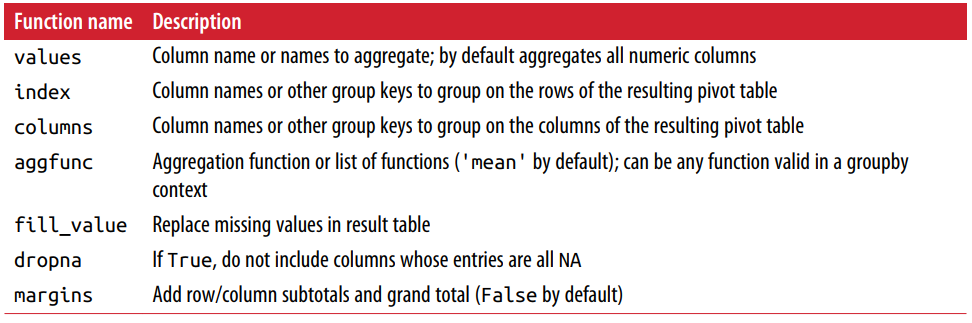 Function name Description
values Column name or names to aggregate; by default aggregates all numeric columns
index Column names or other group keys to group on the rows of the resulting pivot table
columns Column names or other group keys to group on the columns of the resulting pivot table
aggfunc Aggregation function or list of functions ('mean' by default); can be any function valid in a groupby
context
fill_value Replace missing values in result table
dropna If True, do not include columns whose entries are all NA
margins Add row/column subtotals and grand total (False by default)